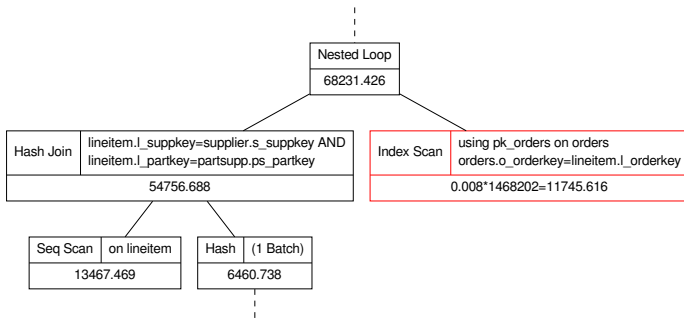 Nested Loop
68231.426
Hash Join
lineitem.l_suppkey=supplier.s_suppkey AND
lineitem.l_partkey=partsupp.ps_partkey
54756.688
Index Scan
using pk_orders on orders
orders.o_orderkey=lineitem.l_orderkey
0.008*1468202=11745.616
Seq Scan
on lineitem
13467.469
Hash
(1 Batch)
6460.738